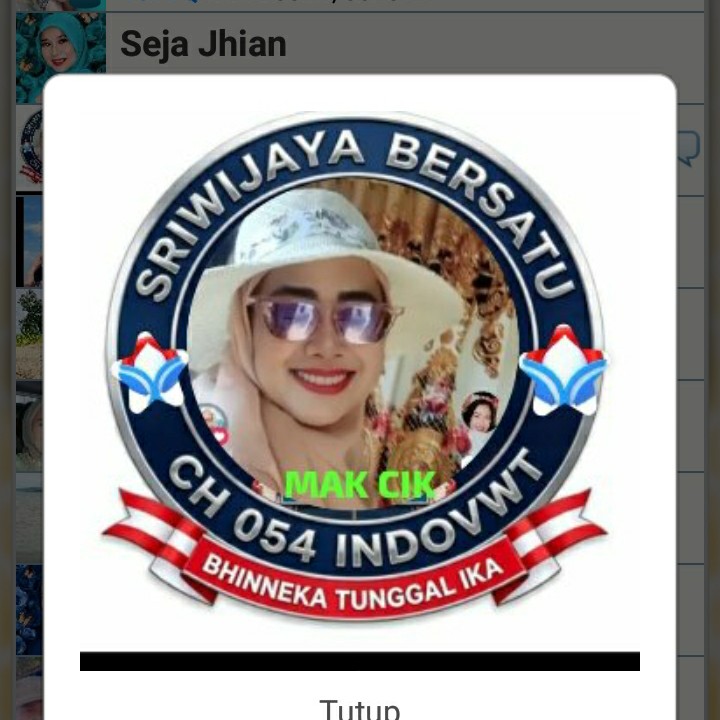 Seja Jhian
SRIWIJAYA BERSATU
MAK CIK
CH 054 INDOVWT
BHINNEKA TUNGGAL IKA
Tutup